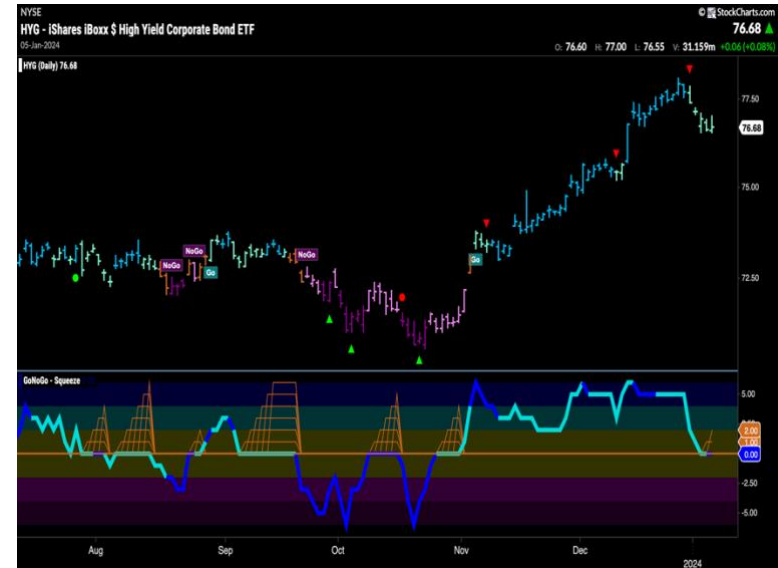 NYSE
© StockCharts.com
HYG - iShares iBoxx $ High Yield Corporate Bond ETF
76.68
05-Jan-2024
O: 76.60 H: 77.00 L: 76.55 V: 31.159m +0.06 (+0.08%)
HYG (Daily) 76.68
77.50
76.68
75.00
NoGo
NoGo
Go
NoGo
Go
72.50
GoNoGo - Squeeze
5.00
2.00
1.00
0.00
-2.50
-5.00
Aug
Sep
Oct
Nov
Dec
2024